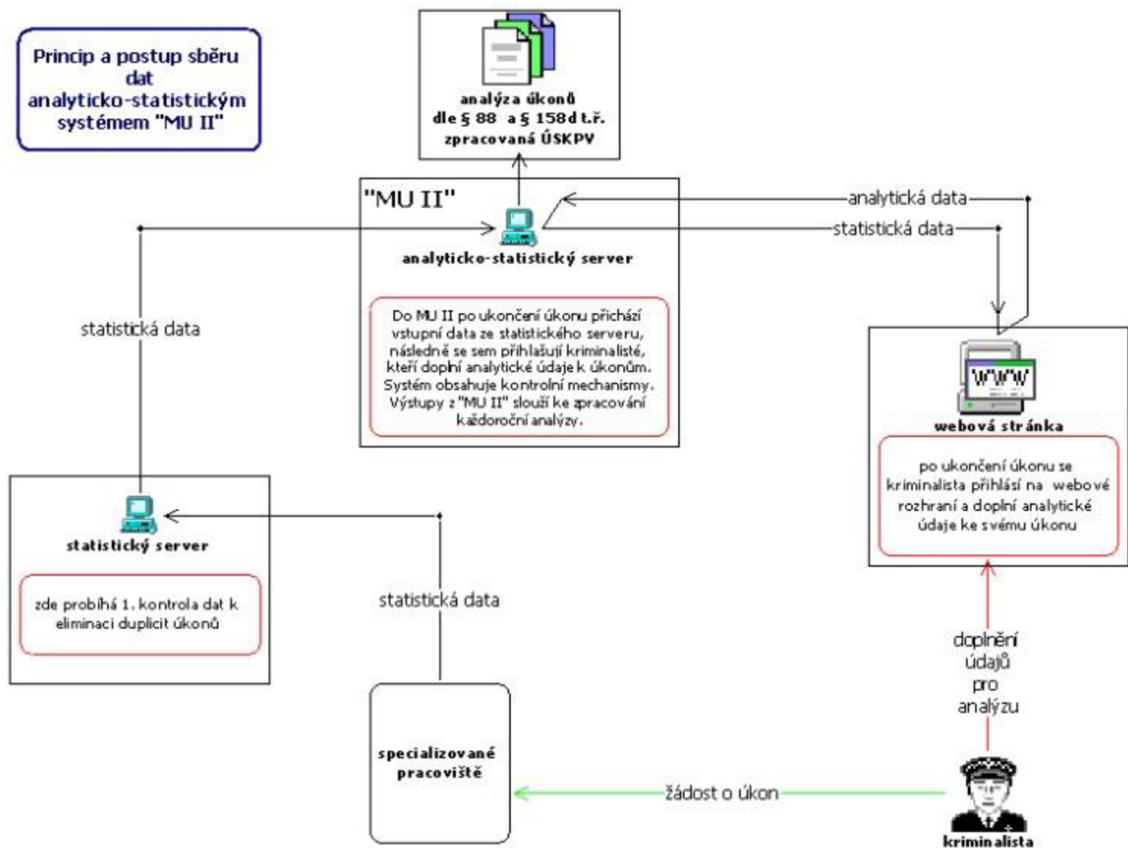 Princip a postup sběru
dat
analyticko-statistickým
systémem "MU II"
analýza úkonů
dle § 88 a § 158d t.ř.
zpracovaná ÚSKPV
"MU II"
analyticko-statistický server
Do MU II po ukončení úkonu přichází
vstupní data ze statistického serveru,
následně se sem přihlašují kriminalisté,
kteří doplní analytické údaje k úkonům.
Systém obsahuje kontrolní mechanismy.
Výstupy z "MU II" slouží ke zpracování
každoroční analýzy.
analytická data
statistická data
statistická data
WWW
webová stránka
po ukončení úkonu se
kriminalista přihlásí na webové
rozhraní a doplní analytické
údaje ke svému úkonu
statistický server
zde probíhá 1. kontrola dat k
eliminaci duplicit úkonů
statistická data
doplnění
údajů
pro
analýzu
specializované
pracoviště
žádost o úkon
kriminalista